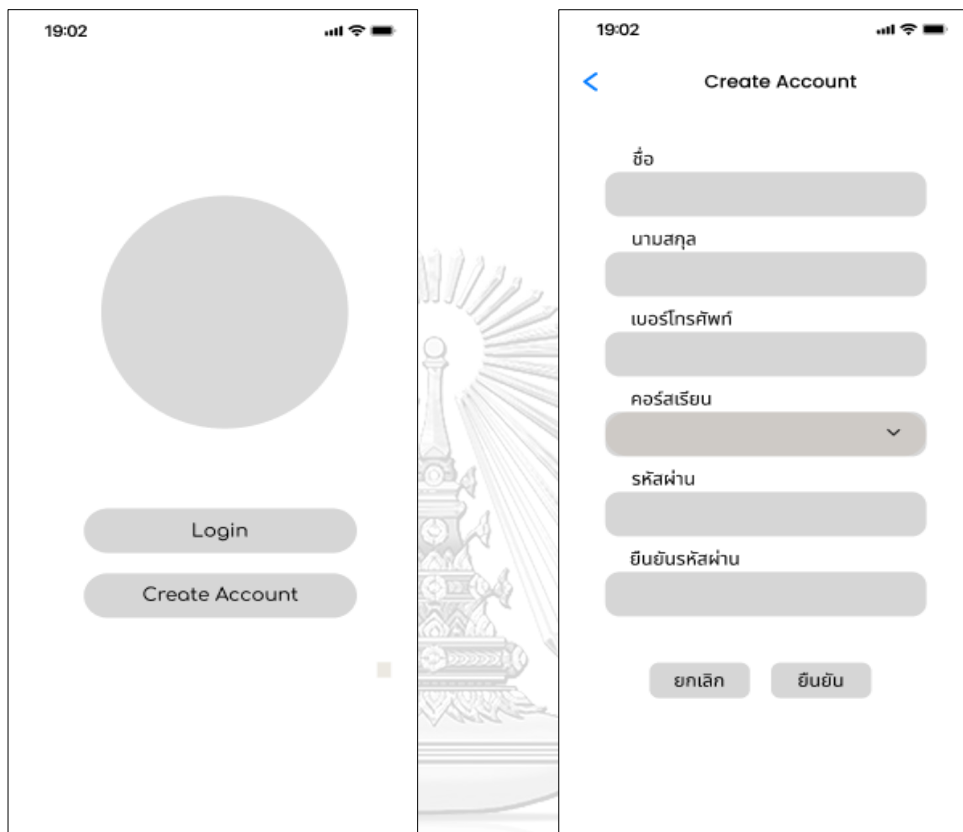 19:02
Login
Create Account
19:02
Create Account
ชื่อ
นามสกุล
เบอร์โทรศัพท์
คอร์สเรียน
รหัสผ่าน
ยืนยันรหัสผ่าน
ยกเลิก
ยืนยัน